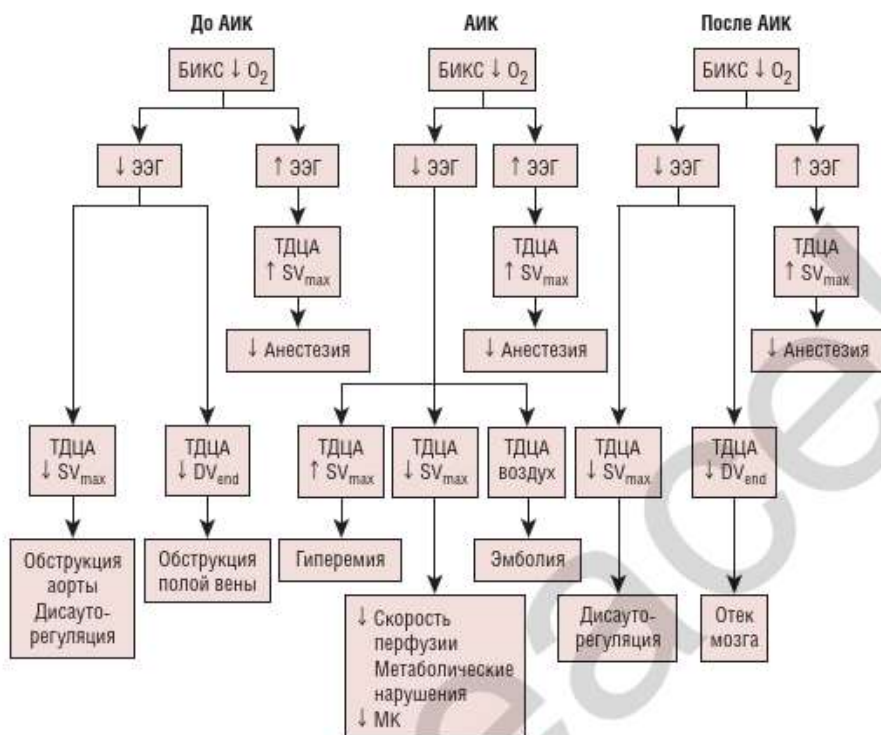 До АИК
АИК
После АИК
БИКС ↓ O₂
БИКС ↓ O₂
БИКС ↓ O₂
↓ ЭЭГ
↑ ЭЭГ
↓ ЭЭГ
↑ ЭЭГ
↓ ЭЭГ
↑ ЭЭГ
ТДЦА
↑ SVmax
ТДЦА
↑ SVmax
ТДЦА
↑ SVmax
↓ Анестезия
↓ Анестезия
↓ Анестезия
ТДЦА
↓ SVmax
ТДЦА
↓ DVend
ТДЦА
↑ SVmax
ТДЦА
↓ SVmax
ТДЦА
воздух
ТДЦА
↓ SVmax
ТДЦА
↓ DVend
Обструкция
аорты
Дисауто-
регуляция
Обструкция
полой вены
Гиперемия
↓ Скорость
перфузии
Метаболические
нарушения
↓ МК
Эмболия
Дисауто-
регуляция
Отек
мозга